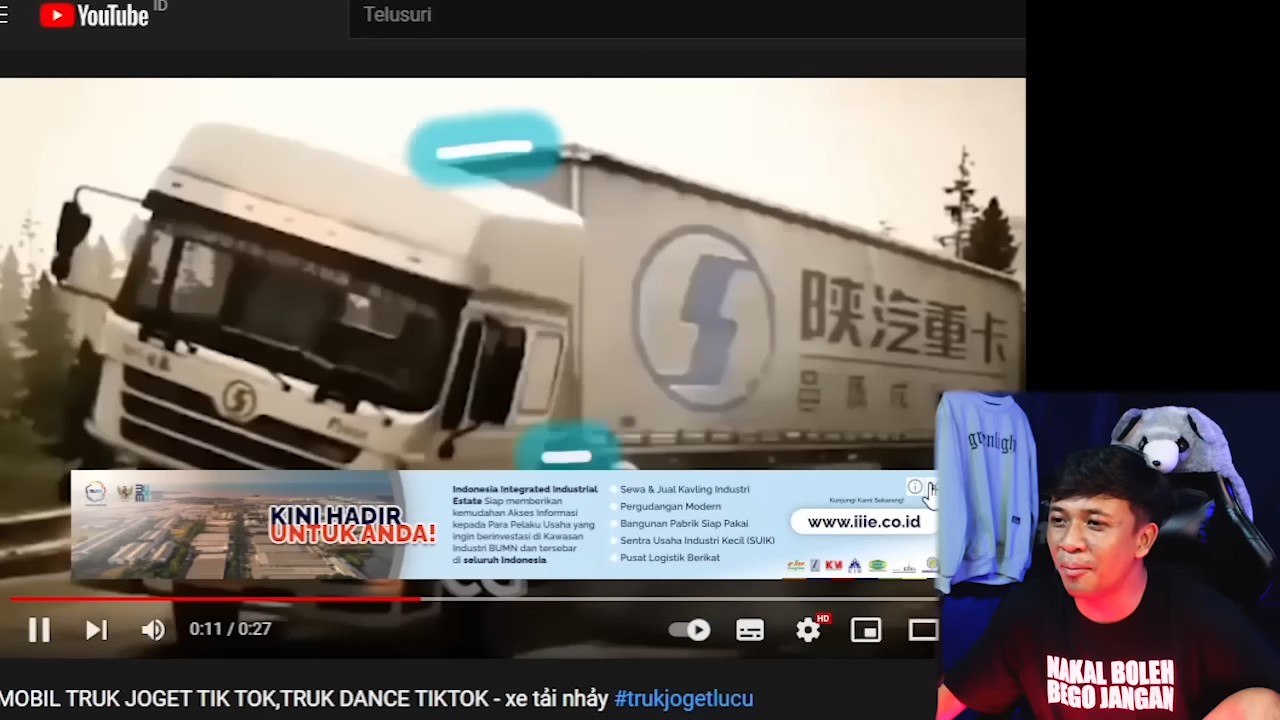 YouTube ID
Telusuri
陕汽重卡
KINI HADIR
UNTUK ANDA!
Indonesia Integrated Industrial
Estate Siap memberikan
kemudahan Akses Informasi
kepada Para Pelaku Usaha yang
ingin berinvestasi di Kawasan
Industri BUMN dan tersebar
di seluruh Indonesia
Sewa & Jual Kavling Industri
Pergudangan Modern
Bangunan Pabrik Siap Pakai
Sentra Usaha Industri Kecil (SUIK)
Pusat Logistik Berikat
Kunjungi Kami Sekarang!
www.iiie.co.id
0:11 / 0:27
HD
MOBIL TRUK JOGET TIK TOK,TRUK DANCE TIKTOK - xe tải nhảy #trukjogetlucu
NAKAL BOLEH
BEGO JANGAN